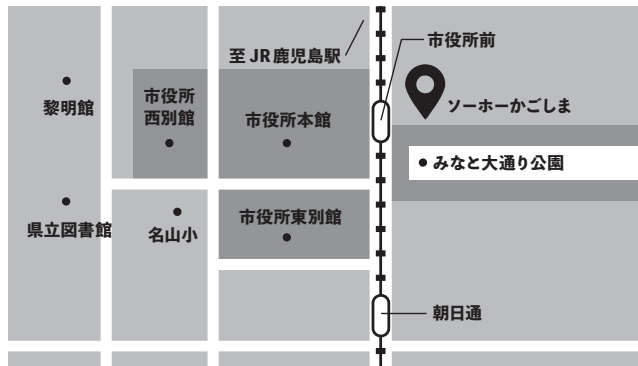 市役所前
至 JR 鹿児島駅
ソーホーかごしま
黎明館
市役所
西別館
市役所本館
みなと大通り公園
県立図書館
名山小
市役所東別館
朝日通